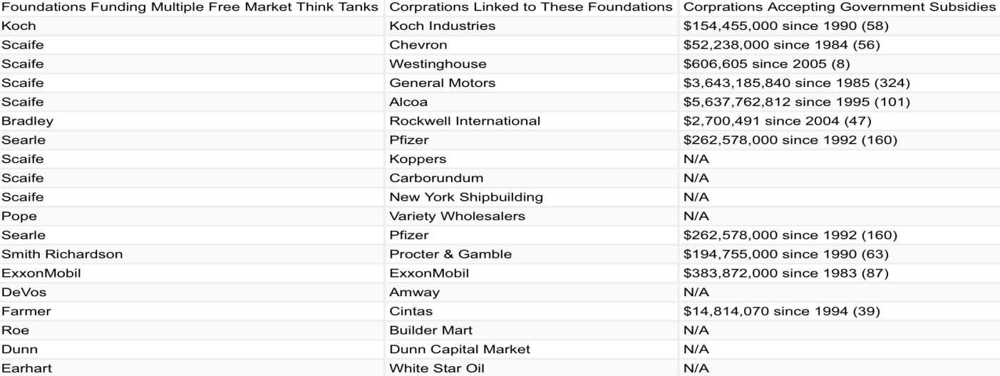 Foundations Funding Multiple Free Market Think Tanks Corprations Linked to These Foundations Corprations Accepting Government Subsidies
Koch Koch Industries $154,455,000 since 1990 (58)
Scaife Chevron $52,238,000 since 1984 (56)
Scaife Westinghouse $606,605 since 2005 (8)
Scaife General Motors $3,643,185,840 since 1985 (324)
Scaife Alcoa $5,637,762,812 since 1995 (101)
Bradley Rockwell International $2,700,491 since 2004 (47)
Searle Pfizer $262,578,000 since 1992 (160)
Scaife Koppers N/A
Scaife Carborundum N/A
Scaife New York Shipbuilding N/A
Pope Variety Wholesalers N/A
Searle Pfizer $262,578,000 since 1992 (160)
Smith Richardson Procter & Gamble $194,755,000 since 1990 (63)
ExxonMobil ExxonMobil $383,872,000 since 1983 (87)
DeVos Amway N/A
Farmer Cintas $14,814,070 since 1994 (39)
Roe Builder Mart N/A
Dunn Dunn Capital Market N/A
Earhart White Star Oil N/A